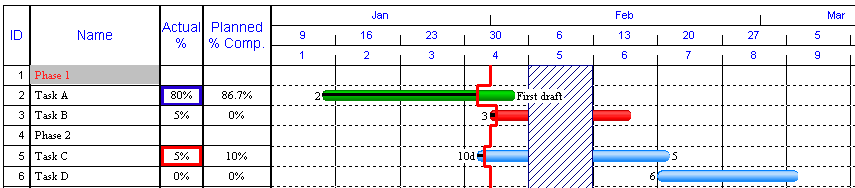 Jan Feb Mar
ID Name Actual % Planned % Comp.
9 16 23 30 6 13 20 27 5
1 2 3 4 5 6 7 8 9
1 Phase 1
2 Task A 80% 86.7% 2 First draft
3 Task B 5% 0% 3
4 Phase 2
5 Task C 5% 10% 10d 5
6 Task D 0% 0% 6